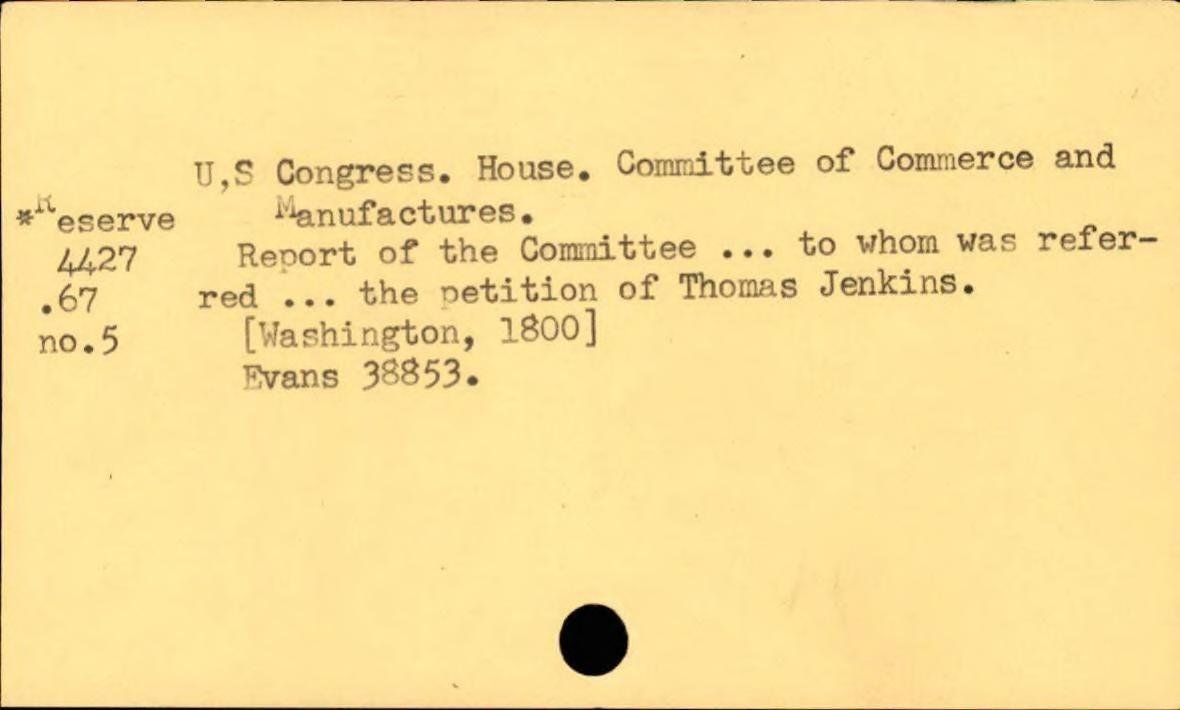 U,S Congress. House. Committee of Commerce and
*Reserve Manufactures.
4427 Report of the Committee ... to whom was refer-
.67 red ... the petition of Thomas Jenkins.
no.5 [Washington, 1800]
Evans 38853.